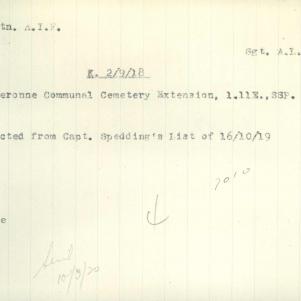 tn. A.I.F.
Sgt. A.L.
K. 2/9/18
eronne Communal Cemetery Extension, 1.11E., SSP.
cted from Capt. Spedding's List of 16/10/19
7010
e
10/3/20